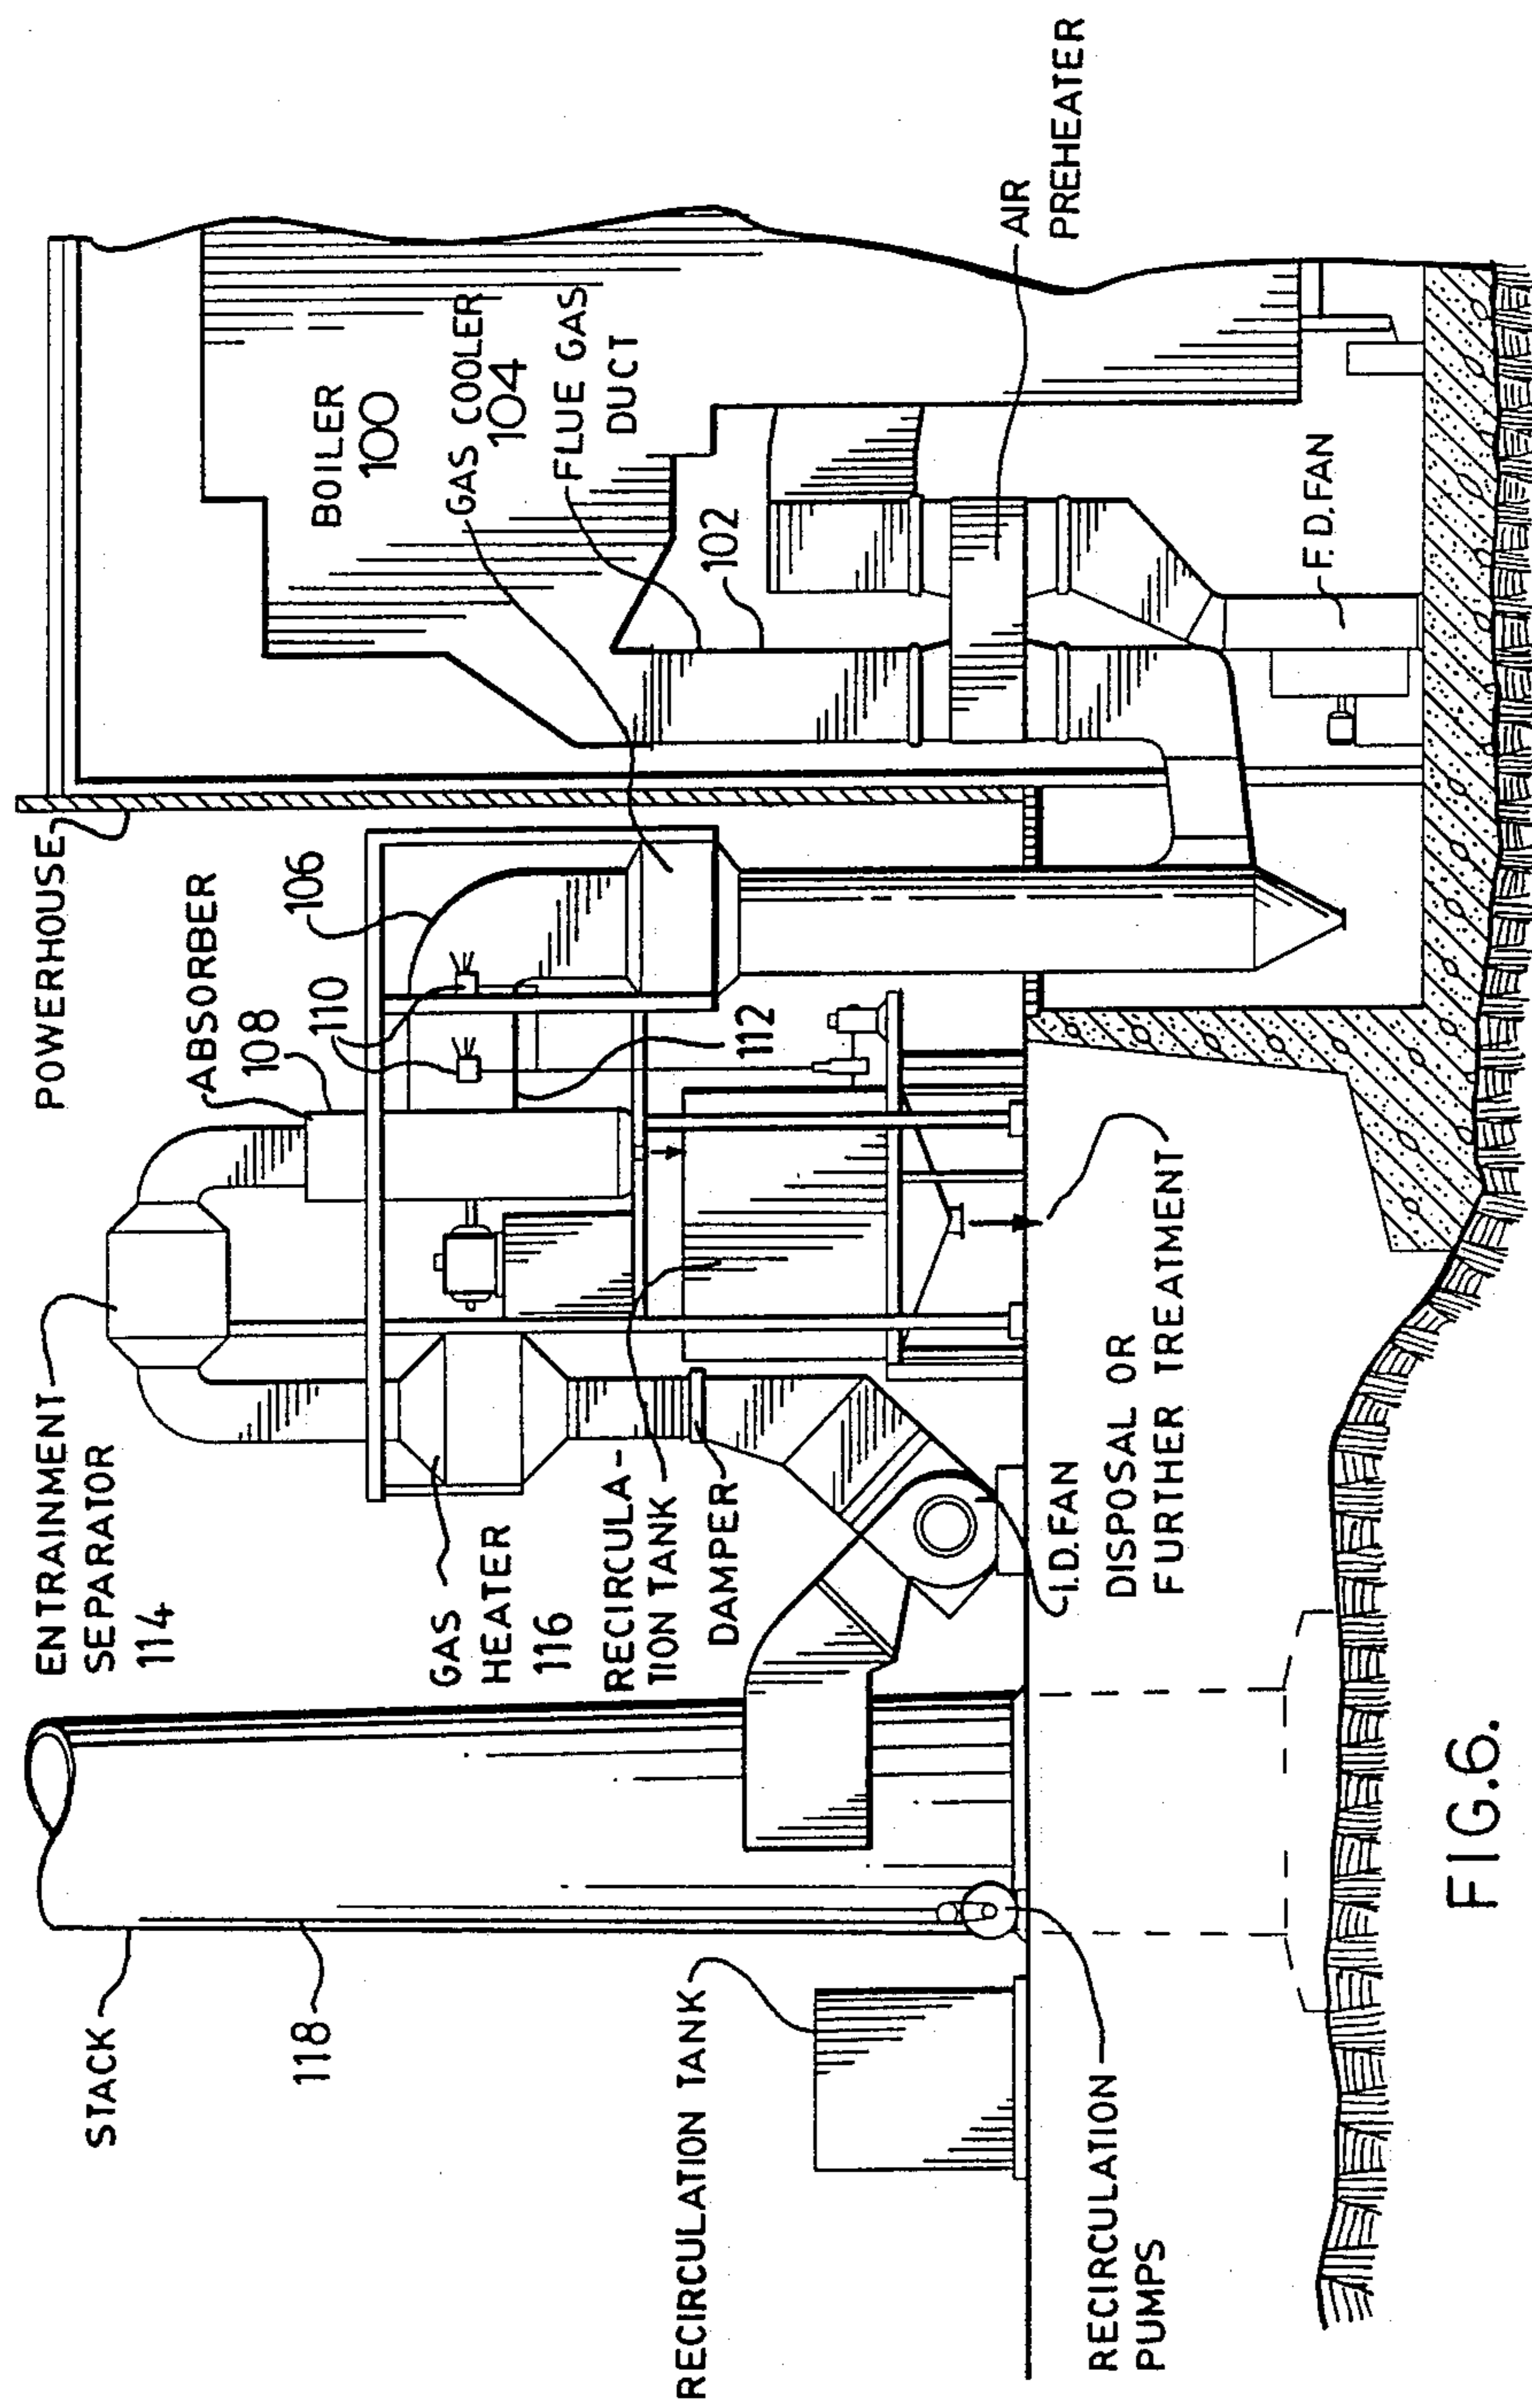 STACK
118
ENTRAINMENT
SEPARATOR
114
POWERHOUSE
ABSORBER
108
110
106
BOILER
100
GAS COOLER
104
FLUE GAS
DUCT
102
GAS
HEATER
116
RECIRCULA-
TION TANK
DAMPER
112
AIR
PREHEATER
RECIRCULATION TANK
I.D.FAN
DISPOSAL OR
FURTHER TREATMENT
F.D.FAN
RECIRCULATION
PUMPS
FIG.6.